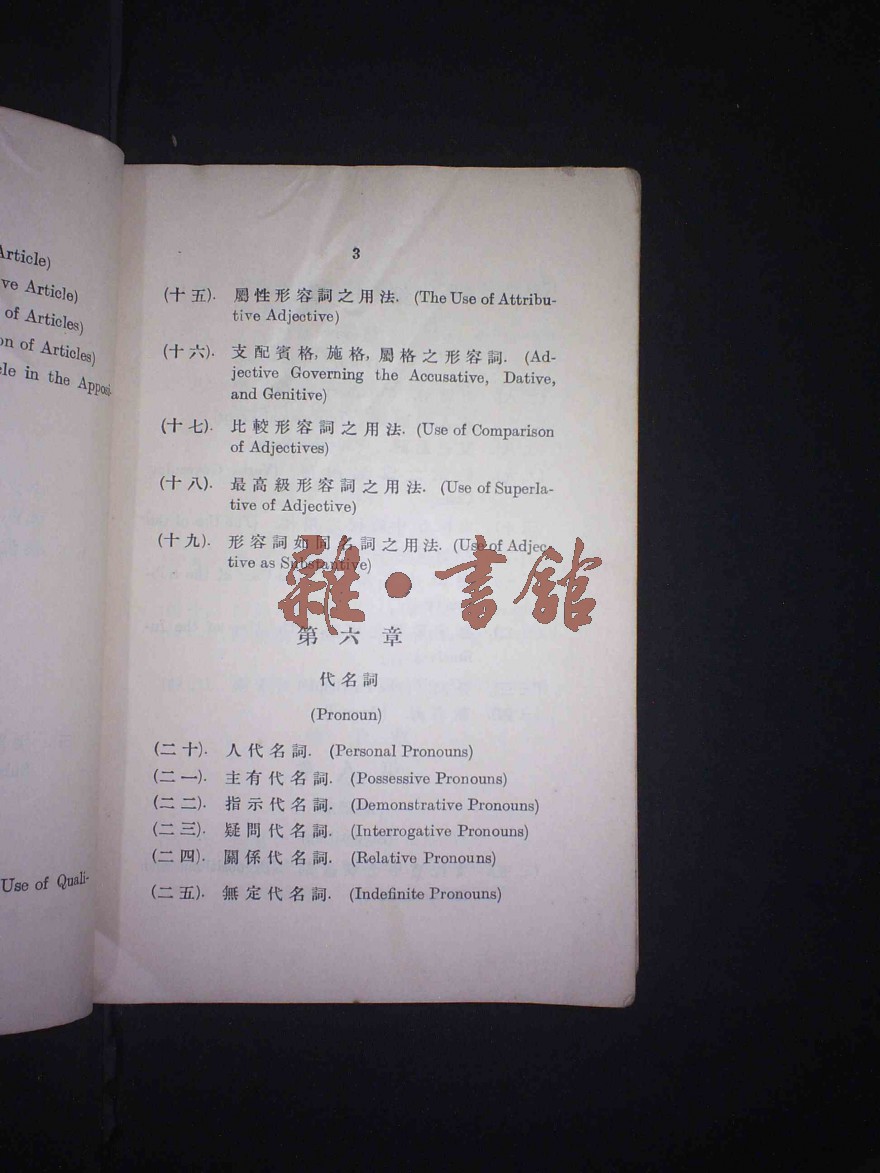 Article)
ve Article)
of Articles)
on of Articles)
cle in the Apposi-
Use of Quali-
3
(十五). 屬性形容詞之用法. (The Use of Attribu-
tive Adjective)
(十六). 支配賓格,施格,屬格之形容詞. (Ad-
jective Governing the Accusative, Dative,
and Genitive)
(十七). 比較形容詞之用法. (Use of Comparison
of Adjectives)
(十八). 最高級形容詞之用法. (Use of Superla-
tive of Adjective)
(十九). 形容詞如同名詞之用法. (Use of Adjec-
tive as Substantive)
雜•書館
第六章
代名詞
(Pronoun)
(二十). 人代名詞. (Personal Pronouns)
(二一). 主有代名詞. (Possessive Pronouns)
(二二). 指示代名詞. (Demonstrative Pronouns)
(二三). 疑問代名詞. (Interrogative Pronouns)
(二四). 關係代名詞. (Relative Pronouns)
(二五). 無定代名詞. (Indefinite Pronouns)